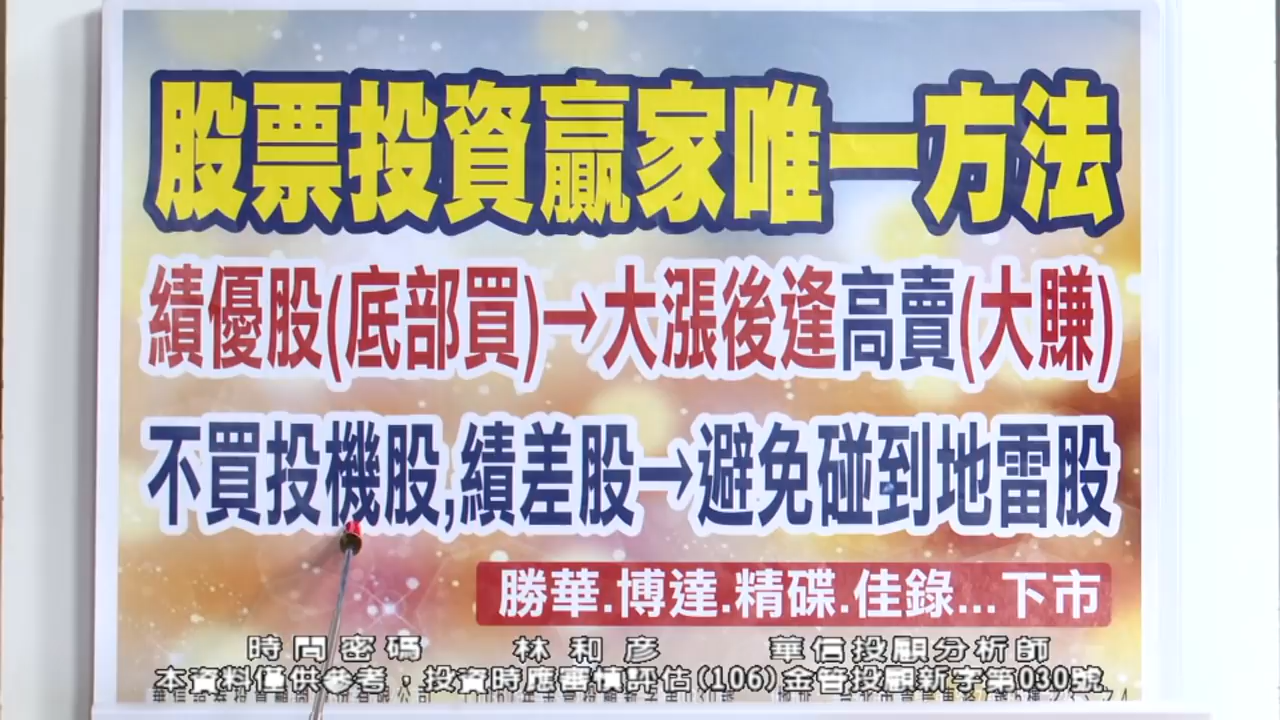 股票投資贏家唯一方法
績優股(底部買)→大漲後逢高賣(大賺)
不買投機股,績差股→避免碰到地雷股
勝華.博達.精碟.佳錄...下市
時間密碼 林和彥 華信投顧分析師
本資料僅供參考，投資時應審慎評估(106)金管投顧新字第030號